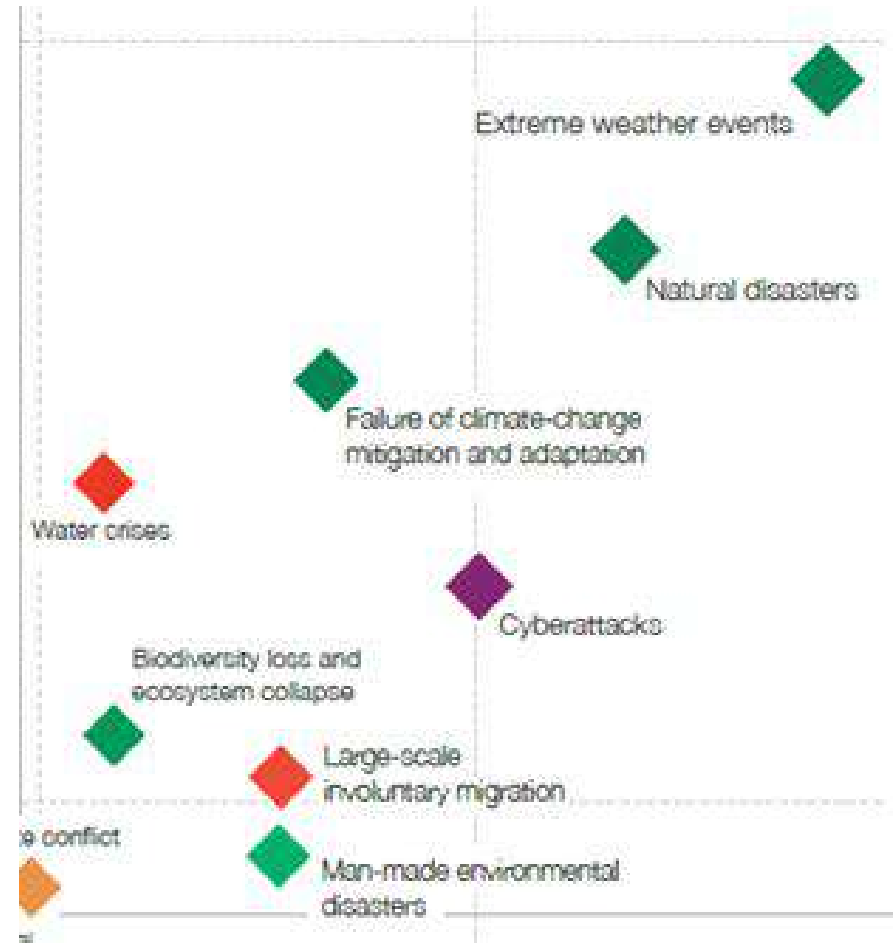 Extreme weather events
Natural disasters
Failure of climate-change
mitigation and adaptation
Water crises
Cyberattacks
Biodiversity loss and
ecosystem collapse
Large-scale
involuntary migration
conflict
Man-made environmental
disasters